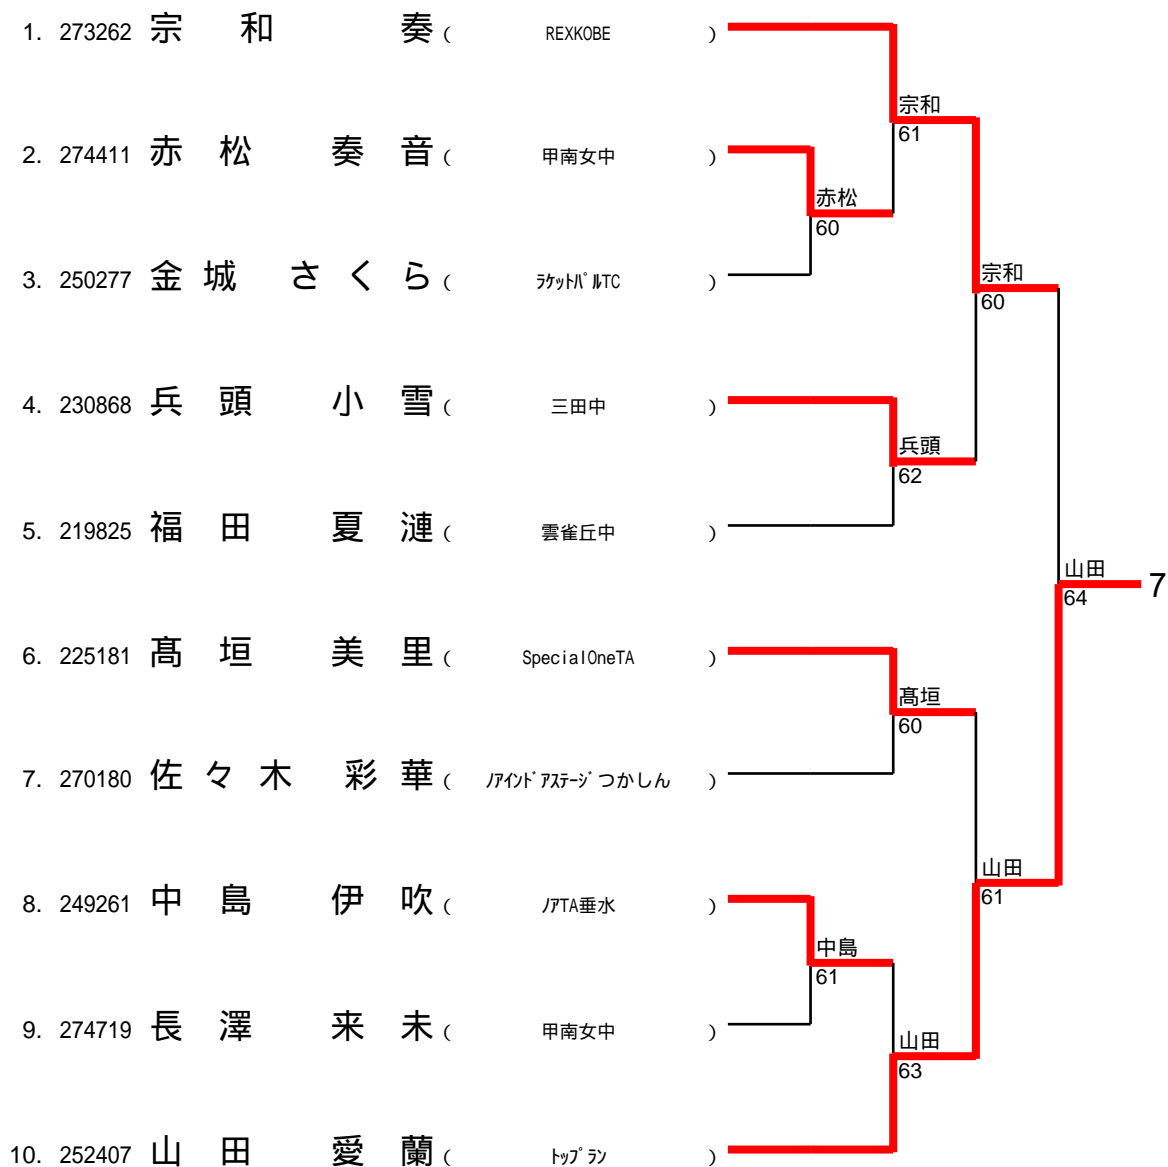 1. 273262 宗 和 奏 ( REXKOBE )
宗和
61
2. 274411 赤 松 奏 音 ( 甲南女中 )
赤松
60
3. 250277 金 城 さ く ら ( ﾗｹｯﾄﾊﾟﾙTC )
宗和
60
4. 230868 兵 頭 小 雪 ( 三田中 )
兵頭
62
5. 219825 福 田 夏 漣 ( 雲雀丘中 )
山田
64
7
6. 225181 髙 垣 美 里 ( SpecialOneTA )
髙垣
60
7. 270180 佐 々 木 彩 華 ( ﾉｱｲﾝﾄﾞｱｽﾃｰｼﾞつかしん )
山田
61
8. 249261 中 島 伊 吹 ( ﾉｱTA垂水 )
中島
61
9. 274719 長 澤 来 未 ( 甲南女中 )
山田
63
10. 252407 山 田 愛 蘭 ( ﾄｯﾌﾟﾗﾝ )